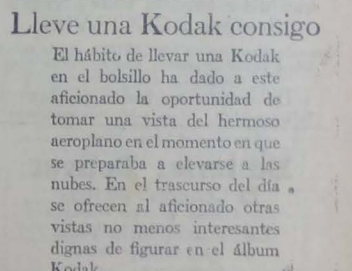 Lleve una Kodak consigo
El hábito de llevar una Kodak
en el bolsillo ha dado a este
aficionado la oportunidad de
tomar una vista del hermoso
aeroplano en el momento en que
se preparaba a elevarse a las
nubes. En el trascurso del día
se ofrecen al aficionado otras
vistas no menos interesantes
dignas de figurar en el álbum
Kodak